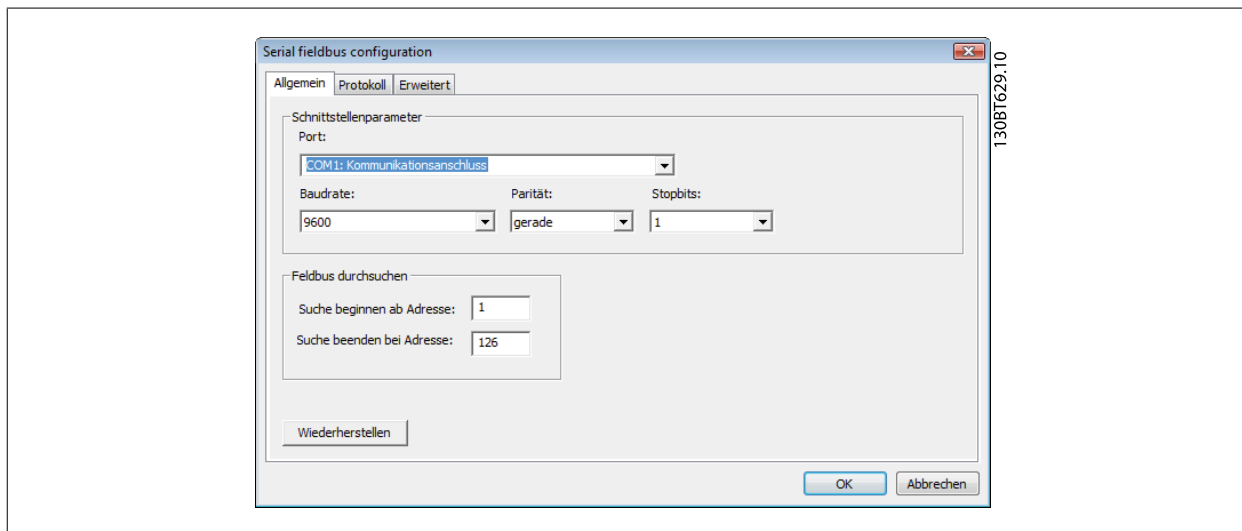 Serial fieldbus configuration
Allgemein Protokoll Erweitert
Schnittstellenparameter
Port:
COM1: Kommunikationsanschluss
Baudrate: Parität: Stopbits:
9600 gerade 1
Feldbus durchsuchen
Suche beginnen ab Adresse: 1
Suche beenden bei Adresse: 126
Wiederherstellen
OK Abbrechen
130BT629.10